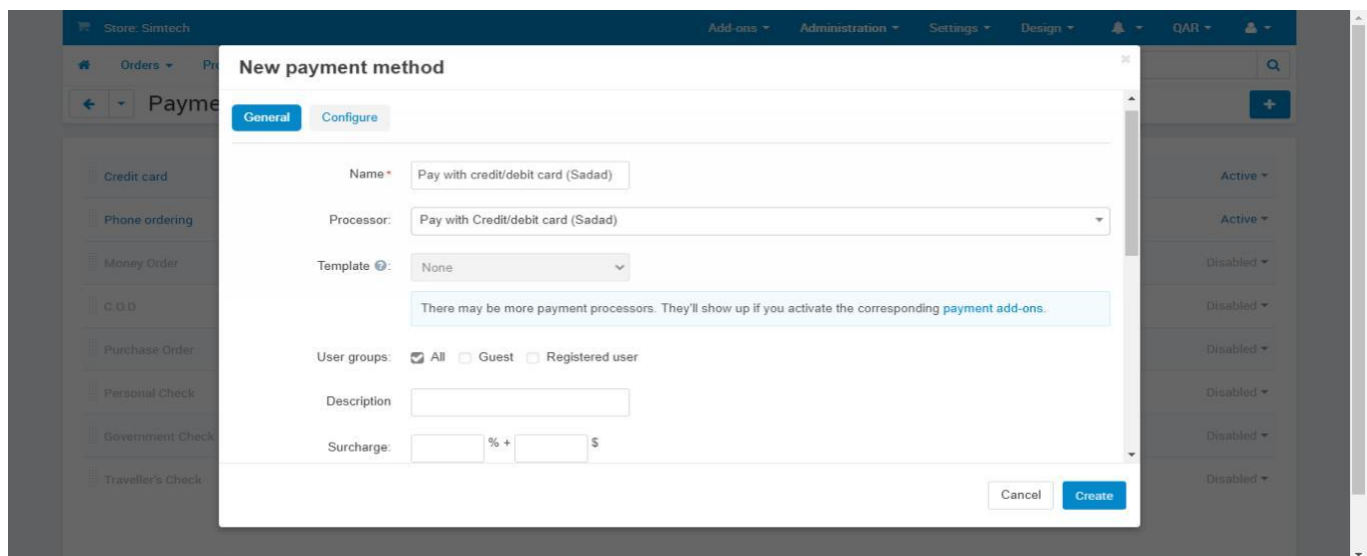 Store: Simtech Add-ons Administration Settings Design QAR
Orders Pr
Payme
New payment method
General Configure
Name* Pay with credit/debit card (Sadad)
Processor: Pay with Credit/debit card (Sadad)
Template ?: None
There may be more payment processors. They'll show up if you activate the corresponding payment add-ons.
User groups: All Guest Registered user
Description
Surcharge: % + $
Cancel Create
Credit card Active
Phone ordering Active
Money Order Disabled
C.O.D Disabled
Purchase Order Disabled
Personal Check Disabled
Government Check Disabled
Traveller's Check Disabled